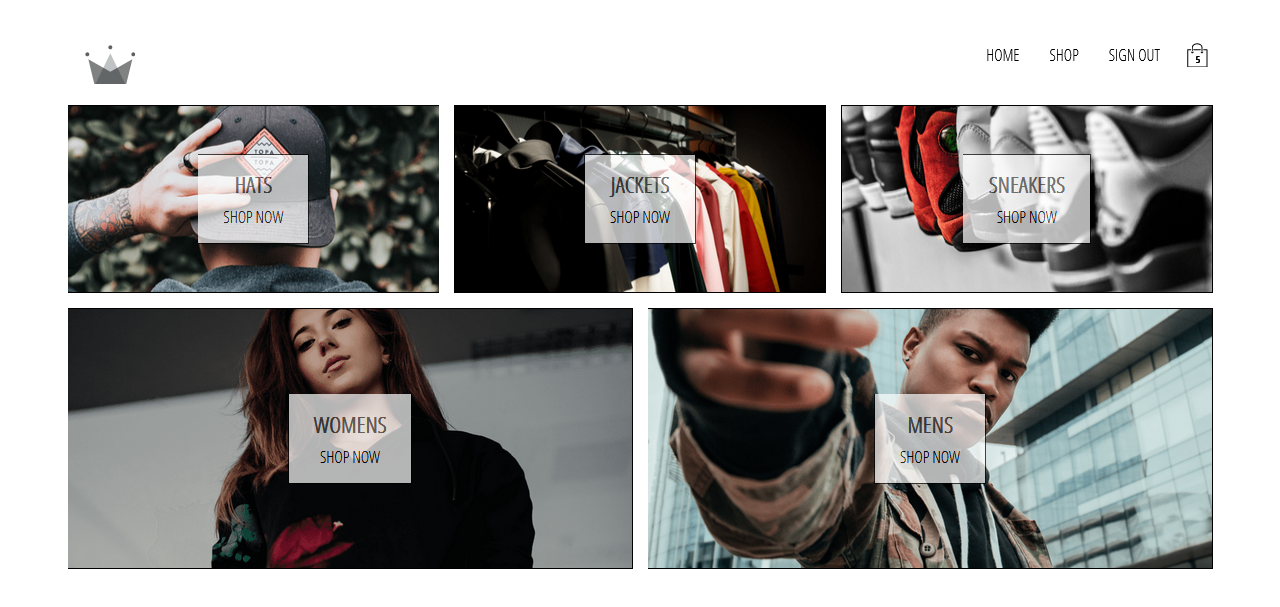 HOME SHOP SIGN OUT 5
TOPA
TOPA
HATS
SHOP NOW
JACKETS
SHOP NOW
SNEAKERS
SHOP NOW
WOMENS
SHOP NOW
MENS
SHOP NOW